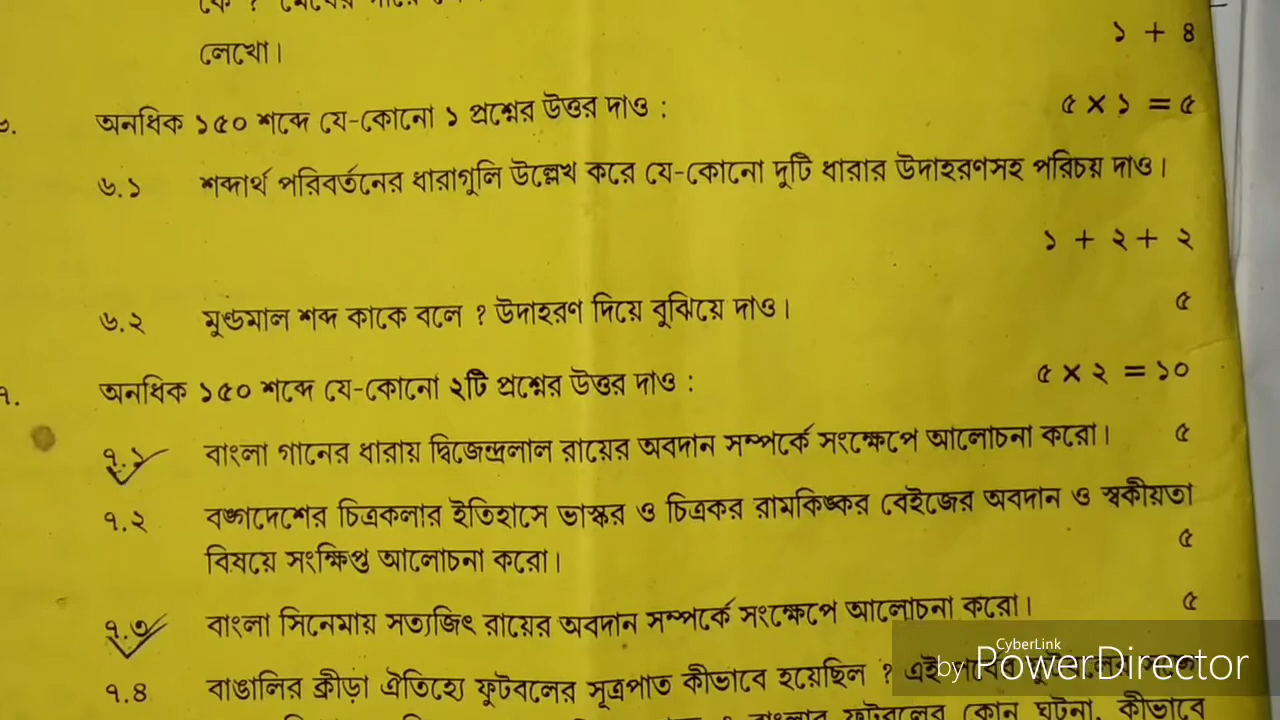 লেখো।
১ + ৪
অনধিক ১৫০ শব্দে যে-কোনো ১ প্রশ্নের উত্তর দাও :
৫ × ১ = ৫
৬.১ শব্দার্থ পরিবর্তনের ধারাগুলি উল্লেখ করে যে-কোনো দুটি ধারার উদাহরণসহ পরিচয় দাও।
১ + ২ + ২
৬.২ মুণ্ডমাল শব্দ কাকে বলে ? উদাহরণ দিয়ে বুঝিয়ে দাও।
৫
৭. অনধিক ১৫০ শব্দে যে-কোনো ২টি প্রশ্নের উত্তর দাও :
৫ × ২ = ১০
৭.১ বাংলা গানের ধারায় দ্বিজেন্দ্রলাল রায়ের অবদান সম্পর্কে সংক্ষেপে আলোচনা করো।
৫
৭.২ বঙ্গদেশের চিত্রকলার ইতিহাসে ভাস্কর ও চিত্রকর রামকিঙ্কর বেইজের অবদান ও স্বকীয়তা
বিষয়ে সংক্ষিপ্ত আলোচনা করো।
৫
৭.৩ বাংলা সিনেমায় সত্যজিৎ রায়ের অবদান সম্পর্কে সংক্ষেপে আলোচনা করো।
৫
৭.৪ বাঙালির ক্রীড়া ঐতিহ্যে ফুটবলের সূত্রপাত কীভাবে হয়েছিল ? এই
বাংলার ফুটবলের কোন ঘটনা, কীভাবে
CyberLink
by PowerDirector